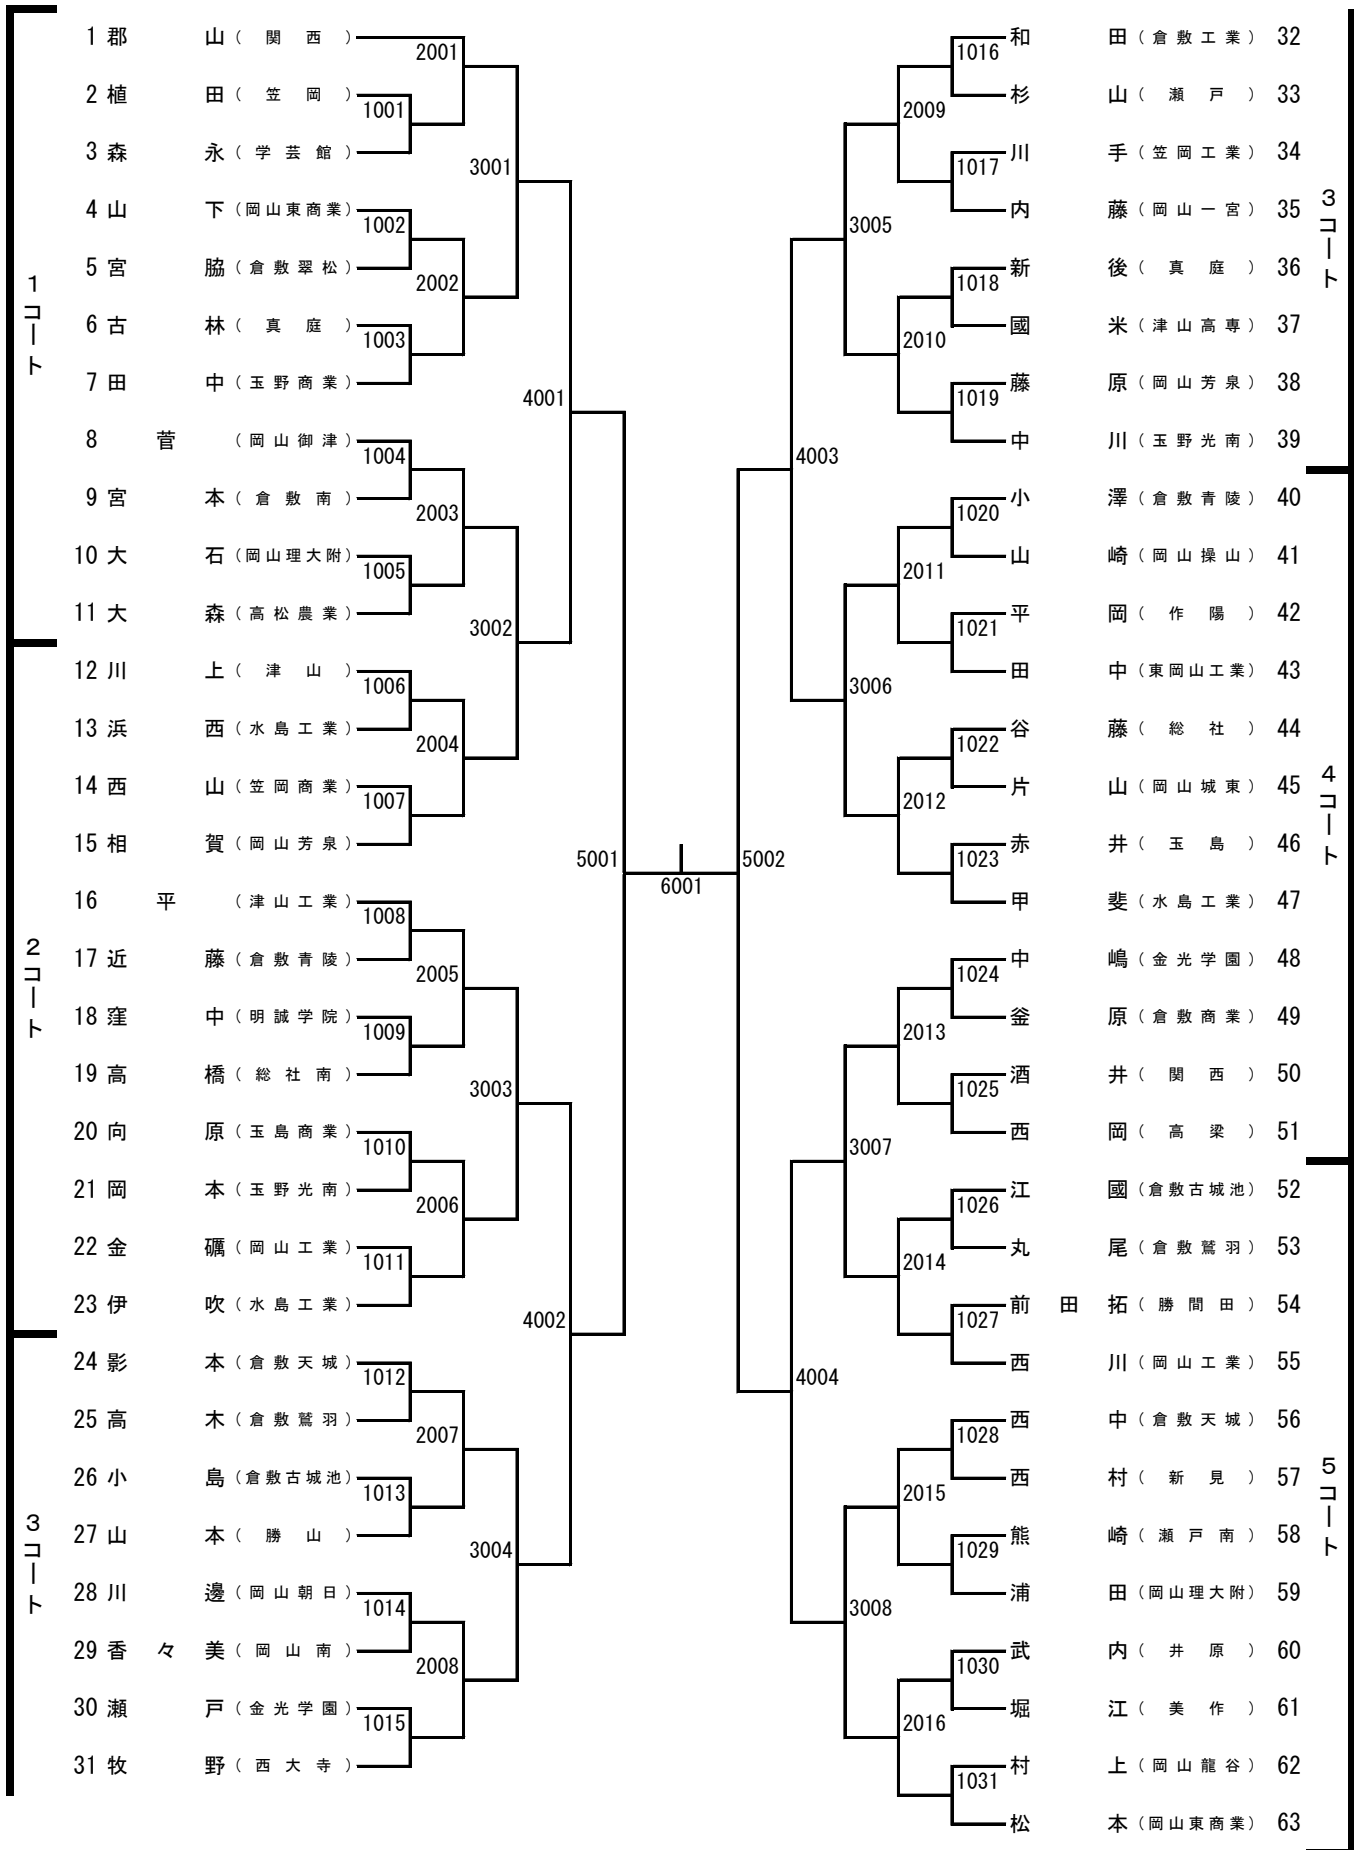 1コート
1 郡山（関西）
2 植田（笠岡）
3 森永（学芸館）
4 山下（岡山東商業）
5 宮脇（倉敷翠松）
6 古林（真庭）
7 田中（玉野商業）
8 菅（岡山御津）
9 宮本（倉敷南）
10 大石（岡山理大附）
11 大森（高松農業）
2コート
12 川上（津山）
13 浜西（水島工業）
14 西山（笠岡商業）
15 相賀（岡山芳泉）
16 平（津山工業）
17 近藤（倉敷青陵）
18 窪中（明誠学院）
19 高橋（総社南）
20 向原（玉島商業）
21 岡本（玉野光南）
22 金礪（岡山工業）
23 伊吹（水島工業）
3コート
24 影本（倉敷天城）
25 高木（倉敷鷲羽）
26 小島（倉敷古城池）
27 山本（勝山）
28 川邊（岡山朝日）
29 香々美（岡山南）
30 瀬戸（金光学園）
31 牧野（西大寺）
1001
1002
1003
1004
1005
1006
1007
1008
1009
1010
1011
1012
1013
1014
1015
2001
2002
2003
2004
2005
2006
2007
2008
3001
3002
3003
3004
4001
4002
5001
6001
5002
4003
4004
3005
3006
3007
3008
2009
2010
2011
2012
2013
2014
2015
2016
1016
1017
1018
1019
1020
1021
1022
1023
1024
1025
1026
1027
1028
1029
1030
1031
3コート
和田（倉敷工業） 32
杉山（瀬戸） 33
川手（笠岡工業） 34
内藤（岡山一宮） 35
新後（真庭） 36
國米（津山高専） 37
藤原（岡山芳泉） 38
中川（玉野光南） 39
4コート
小澤（倉敷青陵） 40
山崎（岡山操山） 41
平岡（作陽） 42
田中（東岡山工業） 43
谷藤（総社） 44
片山（岡山城東） 45
赤井（玉島） 46
甲斐（水島工業） 47
中嶋（金光学園） 48
釜原（倉敷商業） 49
酒井（関西） 50
西岡（高梁） 51
5コート
江國（倉敷古城池） 52
丸尾（倉敷鷲羽） 53
前田拓（勝間田） 54
西川（岡山工業） 55
西中（倉敷天城） 56
西村（新見） 57
熊崎（瀬戸南） 58
浦田（岡山理大附） 59
武内（井原） 60
堀江（美作） 61
村上（岡山龍谷） 62
松本（岡山東商業） 63